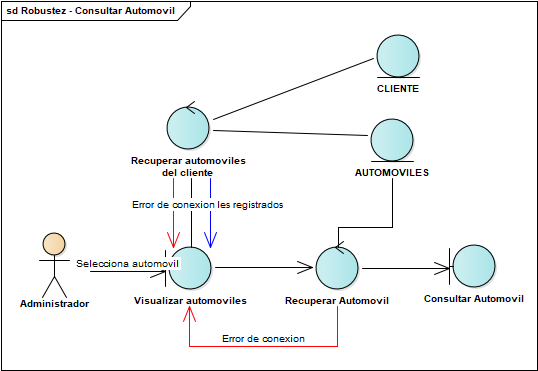 sd Robustez - Consultar Automovil
CLIENTE
Recuperar automoviles
del cliente
AUTOMOVILES
Error de conexion les registrados
Selecciona automovil
Administrador
Visualizar automoviles
Recuperar Automovil
Consultar Automovil
Error de conexion